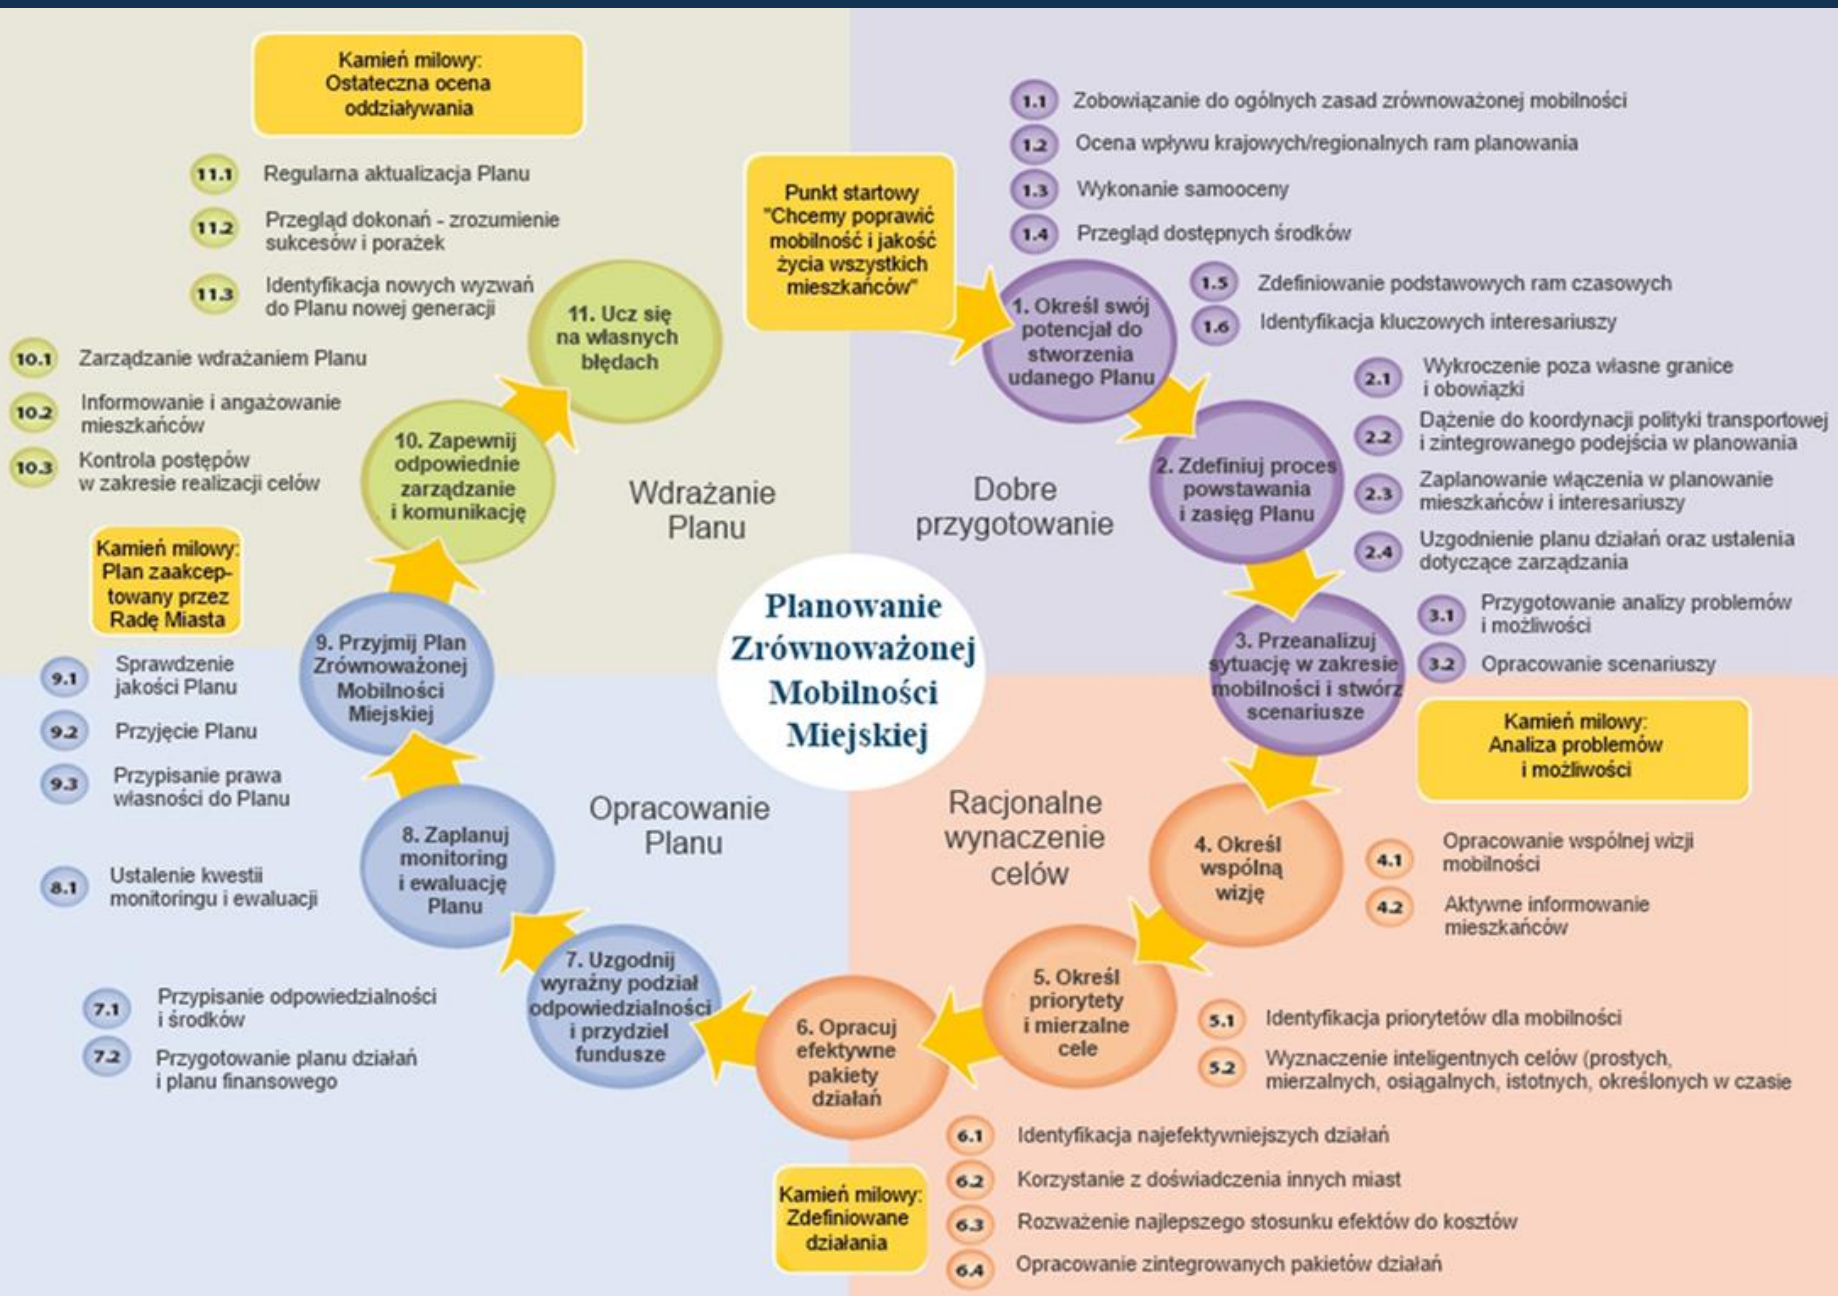 Kamień milowy:
Ostateczna ocena
oddziaływania
11.1 Regularna aktualizacja Planu
11.2 Przegląd dokonań - zrozumienie
sukcesów i porażek
11.3 Identyfikacja nowych wyzwań
do Planu nowej generacji
11. Ucz się
na własnych
błędach
10.1 Zarządzanie wdrażaniem Planu
10.2 Informowanie i angażowanie
mieszkańców
10.3 Kontrola postępów
w zakresie realizacji celów
10. Zapewnij
odpowiednie
zarządzanie
i komunikację
Wdrażanie
Planu
Punkt startowy
"Chcemy poprawić
mobilność i jakość
życia wszystkich
mieszkańców"
1.1 Zobowiązanie do ogólnych zasad zrównoważonej mobilności
1.2 Ocena wpływu krajowych/regionalnych ram planowania
1.3 Wykonanie samooceny
1.4 Przegląd dostępnych środków
1.5 Zdefiniowanie podstawowych ram czasowych
1.6 Identyfikacja kluczowych interesariuszy
1. Określ swój
potencjał do
stworzenia
udanego Planu
2.1 Wykroczenie poza własne granice
i obowiązki
2.2 Dążenie do koordynacji polityki transportowej
i zintegrowanego podejścia w planowania
2.3 Zaplanowanie włączenia w planowanie
mieszkańców i interesariuszy
2.4 Uzgodnienie planu działań oraz ustalenia
dotyczące zarządzania
2. Zdefiniuj proces
powstawania
i zasięg Planu
Dobre
przygotowanie
3.1 Przygotowanie analizy problemów
i możliwości
3.2 Opracowanie scenariuszy
3. Przeanalizuj
sytuację w zakresie
mobilności i stwórz
scenariusze
Kamień milowy:
Analiza problemów
i możliwości
Planowanie
Zrównoważonej
Mobilności
Miejskiej
Kamień milowy:
Plan zaakcep-
towany przez
Radę Miasta
9. Przyjmij Plan
Zrównoważonej
Mobilności
Miejskiej
9.1 Sprawdzenie
jakości Planu
9.2 Przyjęcie Planu
9.3 Przypisanie prawa
własności do Planu
Opracowanie
Planu
8. Zaplanuj
monitoring
i ewaluację
Planu
8.1 Ustalenie kwestii
monitoringu i ewaluacji
7. Uzgodnij
wyraźny podział
odpowiedzialności
i przydziel
fundusze
7.1 Przypisanie odpowiedzialności
i środków
7.2 Przygotowanie planu działań
i planu finansowego
Racjonalne
wynaczenie
celów
4. Określ
wspólną
wizję
4.1 Opracowanie wspólnej wizji
mobilności
4.2 Aktywne informowanie
mieszkańców
5. Określ
priorytety
i mierzalne
cele
5.1 Identyfikacja priorytetów dla mobilności
5.2 Wyznaczenie inteligentnych celów (prostych,
mierzalnych, osiągalnych, istotnych, określonych w czasie
6. Opracuj
efektywne
pakiety
działań
6.1 Identyfikacja najefektywniejszych działań
6.2 Korzystanie z doświadczenia innych miast
6.3 Rozważenie najlepszego stosunku efektów do kosztów
6.4 Opracowanie zintegrowanych pakietów działań
Kamień milowy:
Zdefiniowane
działania